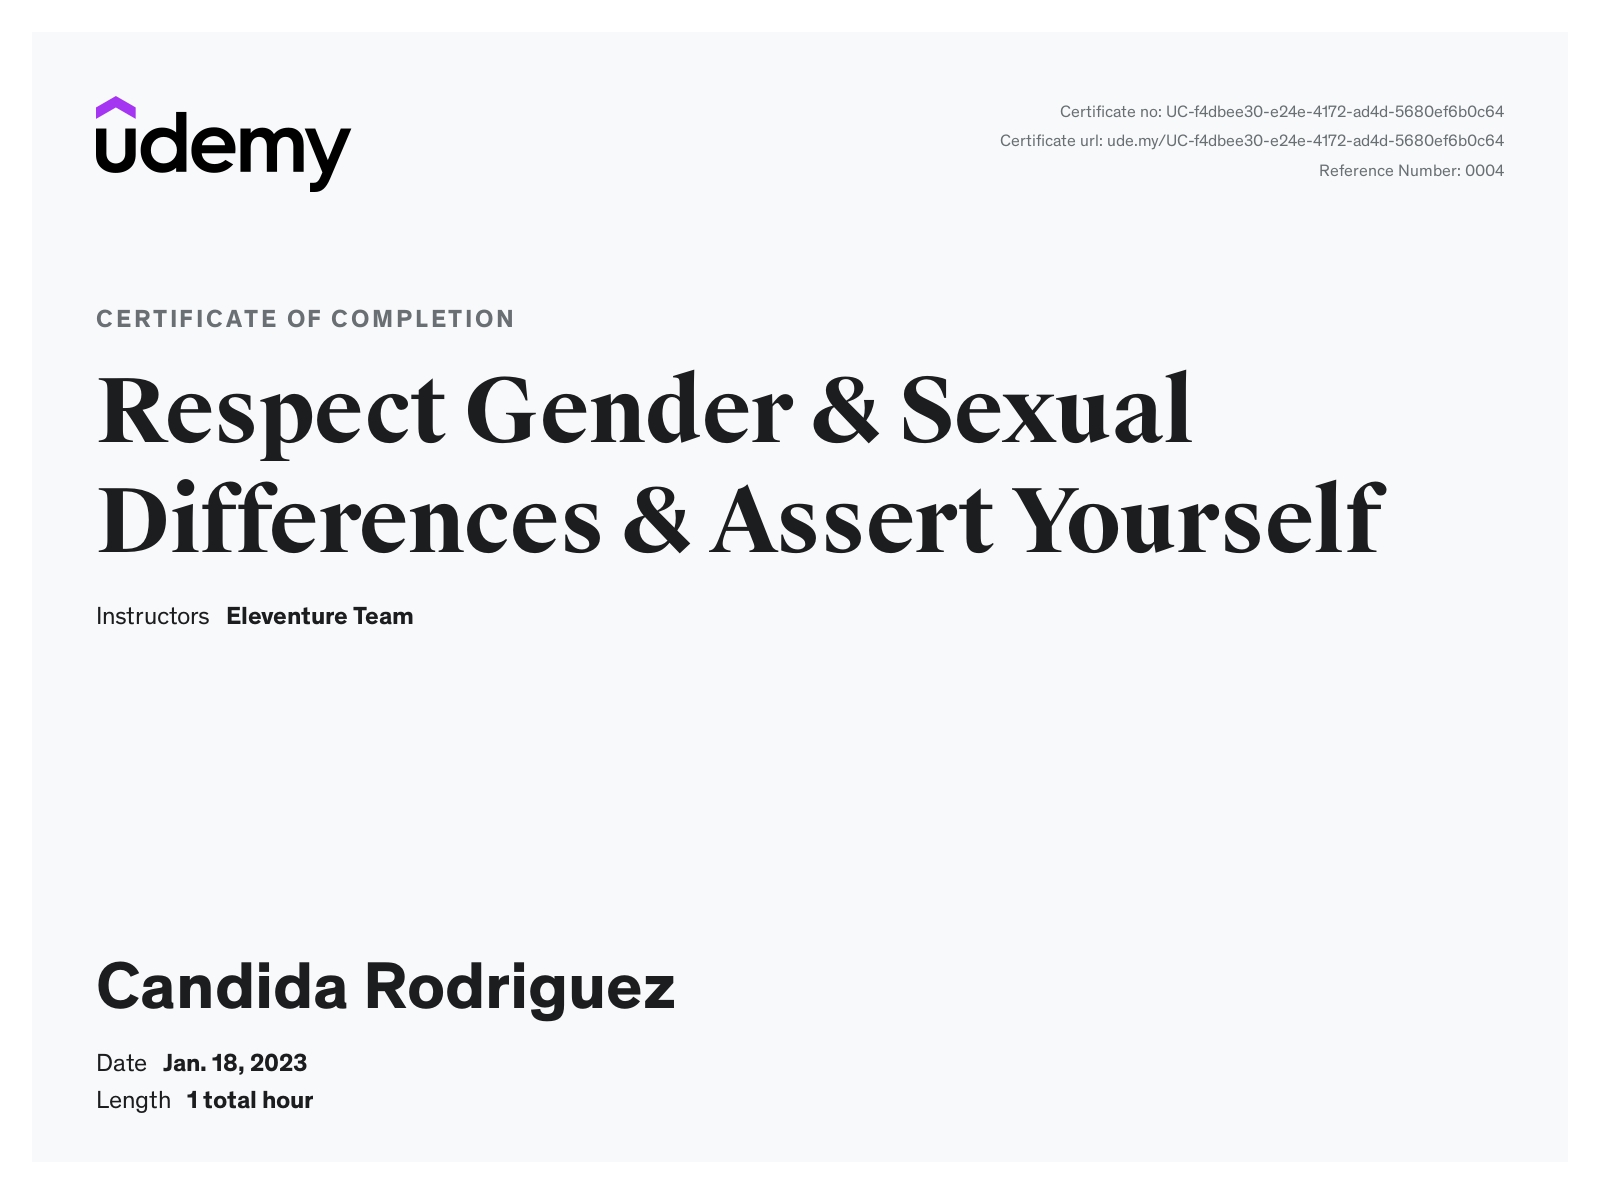 udemy
Certificate no: UC-f4dbee30-e24e-4172-ad4d-5680ef6b0c64
Certificate url: ude.my/UC-f4dbee30-e24e-4172-ad4d-5680ef6b0c64
Reference Number: 0004
CERTIFICATE OF COMPLETION
Respect Gender & Sexual
Differences & Assert Yourself
Instructors Eleventure Team
Candida Rodriguez
Date Jan. 18, 2023
Length 1 total hour